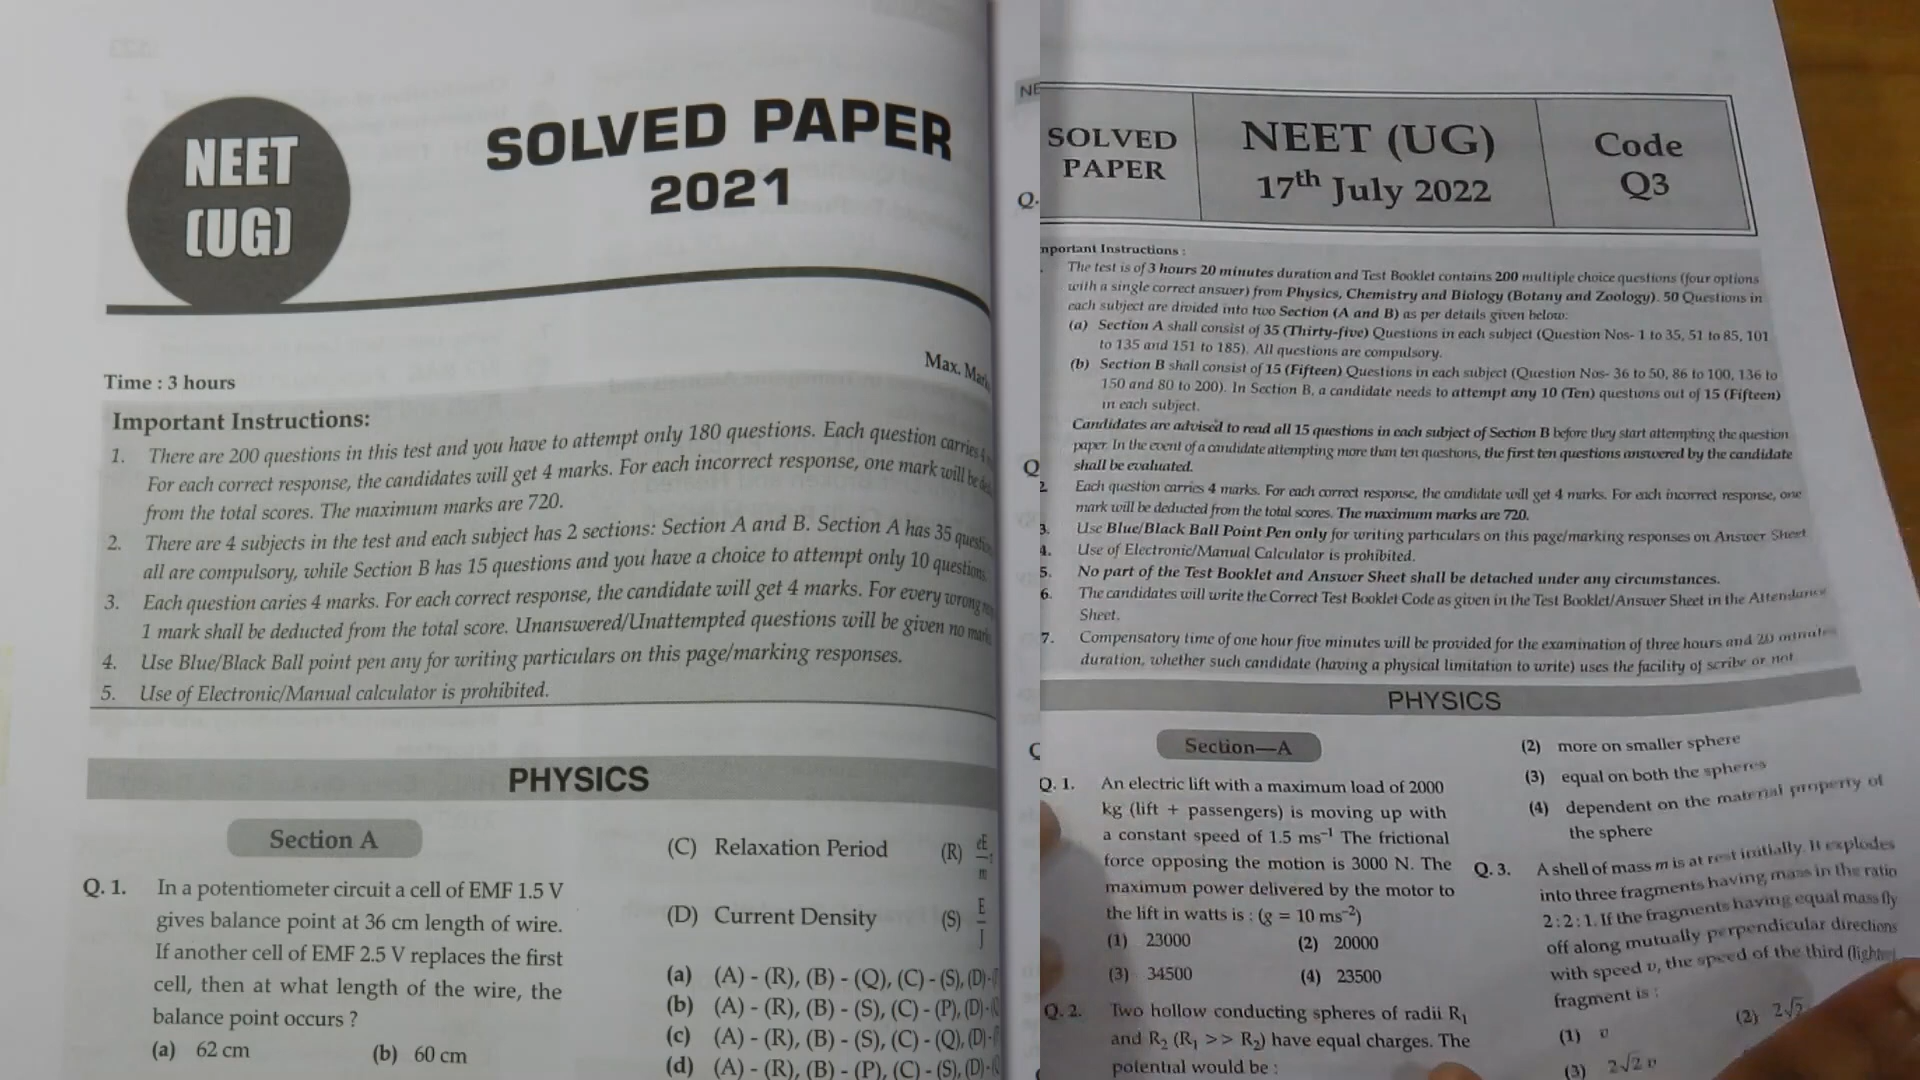 NEET
(UG)
SOLVED PAPER
2021
Time : 3 hours
Max.
Important Instructions:
1. There are 200 questions in this test and you have to attempt only 180 questions. Each question carries 4
For each correct response, the candidates will get 4 marks. For each incorrect response, one mark will be
from the total scores. The maximum marks are 720.
2. There are 4 subjects in the test and each subject has 2 sections: Section A and B. Section A has 35
all are compulsory, while Section B has 15 questions and you have a choice to attempt only 10 questions
3. Each question caries 4 marks. For each correct response, the candidate will get 4 marks. For every wrong
1 mark shall be deducted from the total score. Unanswered/Unattempted questions will be given no
4. Use Blue/Black Ball point pen any for writing particulars on this page/marking responses.
5. Use of Electronic/Manual calculator is prohibited.
PHYSICS
Section A
Q. 1. In a potentiometer circuit a cell of EMF 1.5 V
gives balance point at 36 cm length of wire.
If another cell of EMF 2.5 V replaces the first
cell, then at what length of the wire, the
balance point occurs ?
(a) 62 cm (b) 60 cm
(C) Relaxation Period (R) eE/m
(D) Current Density (S) E/J
(a) (A) - (R), (B) - (Q), (C) - (S), (D)-
(b) (A) - (R), (B) - (S), (C) - (P), (D)-
(c) (A) - (R), (B) - (S), (C) - (Q), (D)-
(d) (A) - (R), (B) - (P), (C) - (S), (D)-
NE
Q.
Q
SOLVED
PAPER
NEET (UG)
17th July 2022
Code
Q3
Instructions :
The test is of 3 hours 20 minutes duration and Test Booklet contains 200 multiple choice questions (four options
with a single correct answer) from Physics, Chemistry and Biology (Botany and Zoology). 50 Questions in
each subject are divided into two Section (A and B) as per details given below:
(a) Section A shall consist of 35 (Thirty-five) Questions in each subject (Question Nos- 1 to 35, 51 to 85, 101
to 135 and 151 to 185). All questions are compulsory.
(b) Section B shall consist of 15 (Fifteen) Questions in each subject (Question Nos- 36 to 50, 86 to 100, 136 to
150 and 80 to 200). In Section B, a candidate needs to attempt any 10 (Ten) questions out of 15 (Fifteen)
in each subject.
Candidates are advised to read all 15 questions in each subject of Section B before they start attempting the question
paper. In the event of a candidate attempting more than ten questions, the first ten questions answered by the candidate
shall be evaluated.
2. Each question carries 4 marks. For each correct response, the candidate will get 4 marks. For each incorrect response, one
mark will be deducted from the total scores. The maximum marks are 720.
3. Use Blue/Black Ball Point Pen only for writing particulars on this page/marking responses on Answer Sheet
4. Use of Electronic/Manual Calculator is prohibited.
5. No part of the Test Booklet and Answer Sheet shall be detached under any circumstances.
6. The candidates will write the Correct Test Booklet Code as given in the Test Booklet/Answer Sheet in the Attendance
Sheet.
7. Compensatory time of one hour five minutes will be provided for the examination of three hours and 20 minutes
duration, whether such candidate (having a physical limitation to write) uses the facility of scribe or not
PHYSICS
Section—A
Q. 1. An electric lift with a maximum load of 2000
kg (lift + passengers) is moving up with
a constant speed of 1.5 ms⁻¹ The frictional
force opposing the motion is 3000 N. The
maximum power delivered by the motor to
the lift in watts is : (g = 10 ms⁻²)
(1) 23000 (2) 20000
(3) 34500 (4) 23500
Q. 2. Two hollow conducting spheres of radii R₁
and R₂ (R₁ >> R₂) have equal charges. The
potential would be :
(2) more on smaller sphere
(3) equal on both the spheres
(4) dependent on the material property of
the sphere
Q. 3. A shell of mass m is at rest initially. It explodes
into three fragments having mass in the ratio
2 : 2 : 1. If the fragments having equal mass fly
off along mutually perpendicular directions
with speed v, the speed of the third (lighter)
fragment is :
(1) v (2) 2√2
(3) 2√2 v